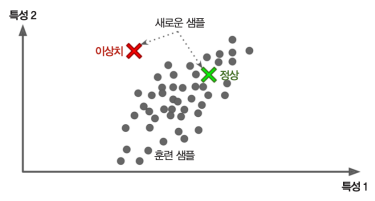 특성 2
새로운 샘플
이상치
정상
훈련 샘플
특성 1